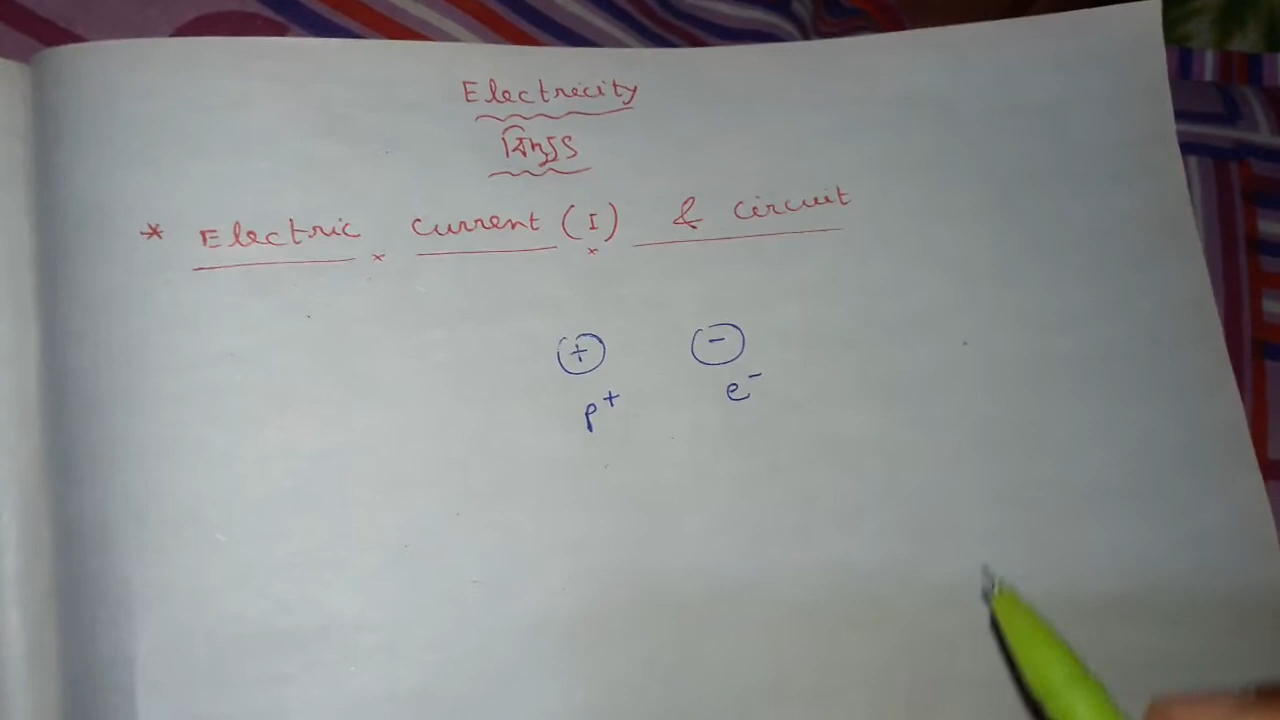 Electricity
বিদ্যুৎ
* Electric Current (I) & Circuit
+ -
p⁺ e⁻